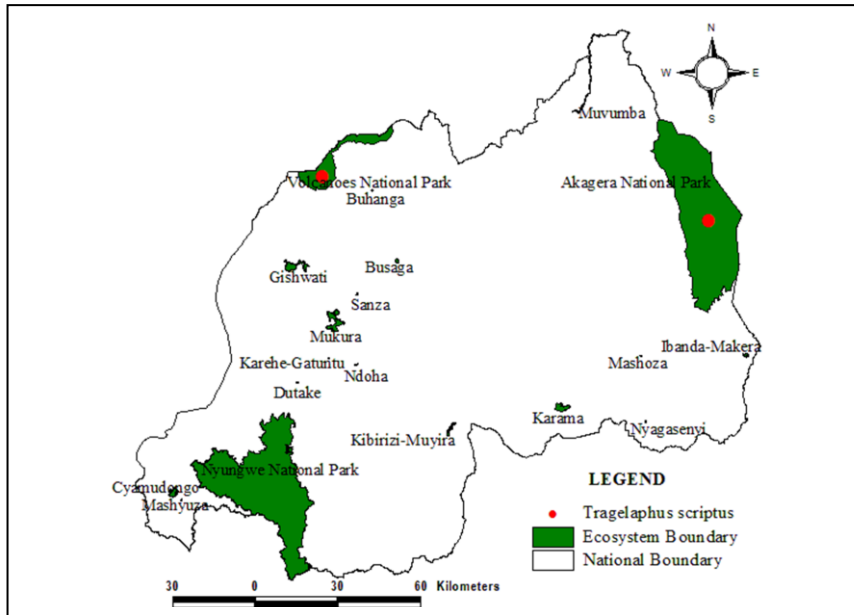 N
W E
S
Muvumba
Volcanoes National Park
Akagera National Park
Buhanga
Gishwati
Busaga
Sanza
Mukura
Ibanda-Makera
Karehe-Gaturitu
Ndoha
Mashoza
Dutake
Karama
Nyagasenyi
Kibirizi-Muyira
Nyungwe National Park
Cyamudongo
Mashyuza
LEGEND
Tragelaphus scriptus
Ecosystem Boundary
National Boundary
30 0 30 60 Kilometers